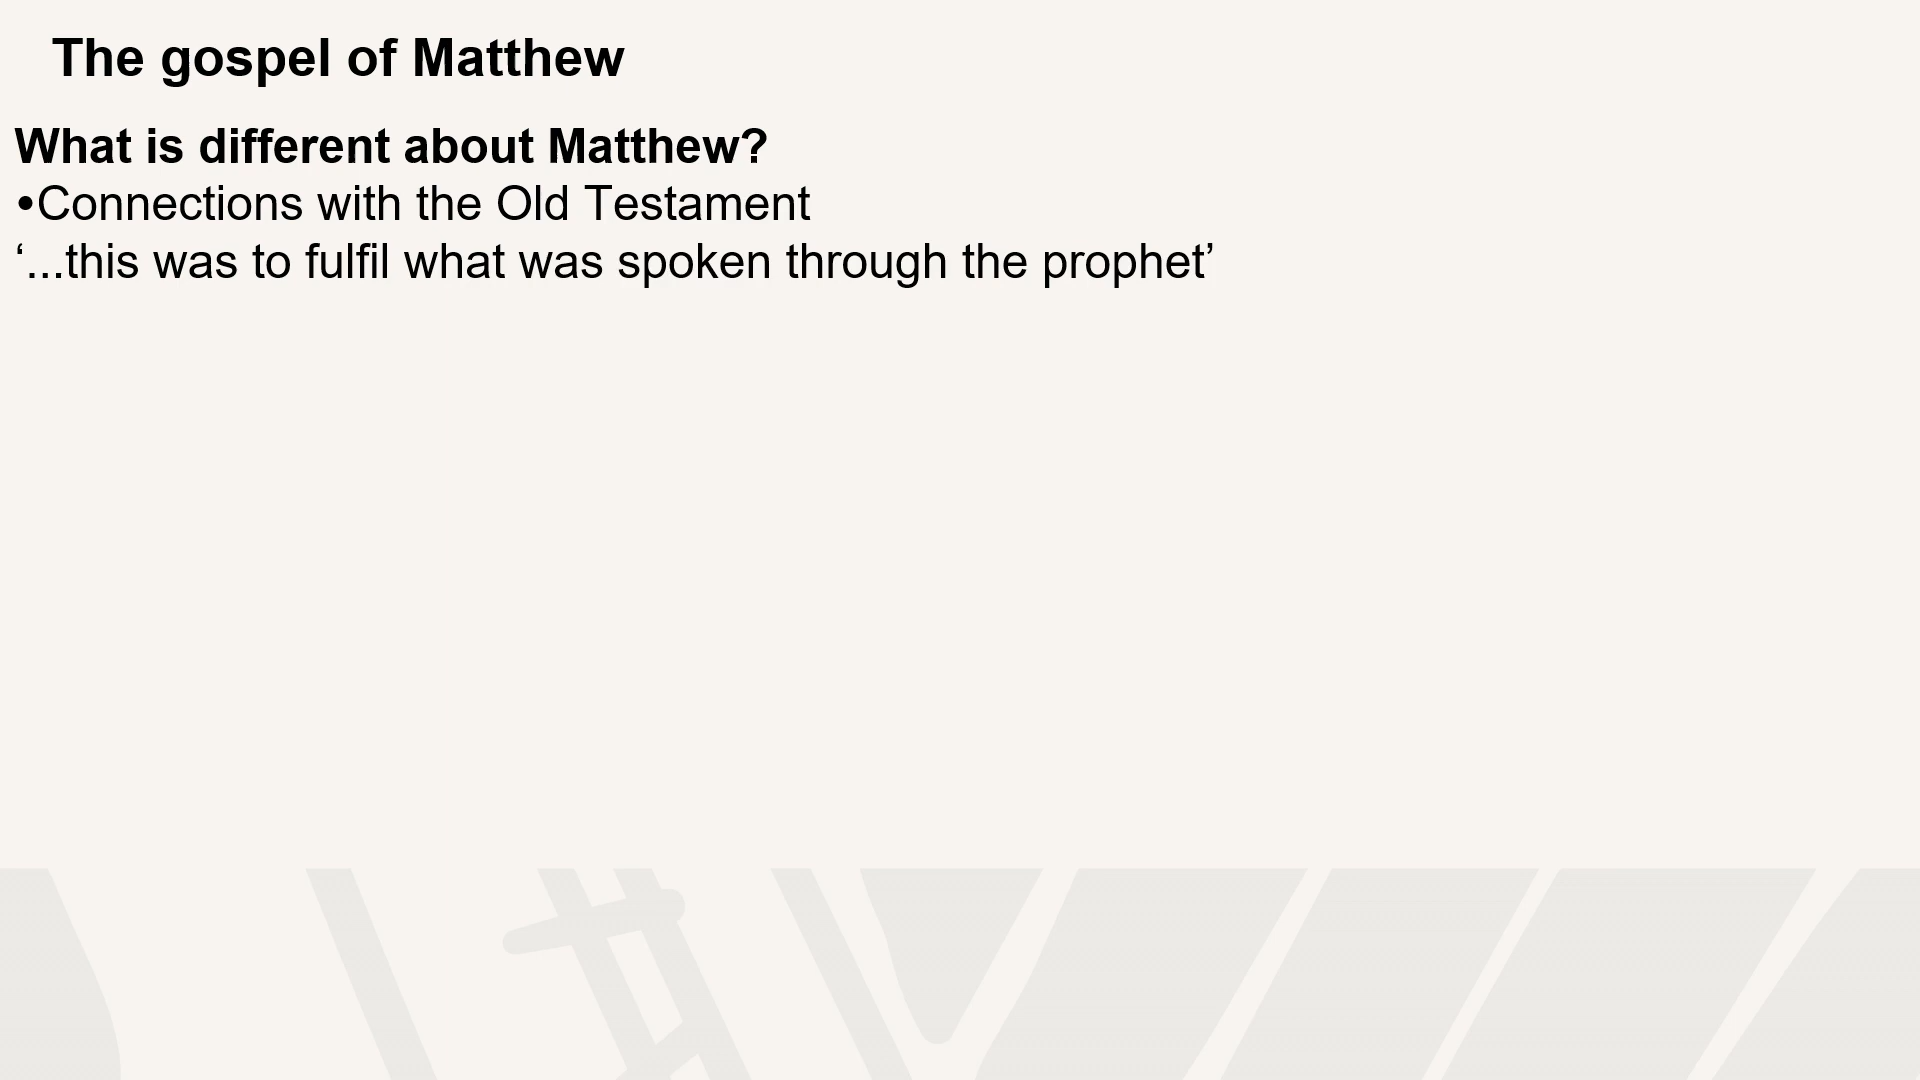 The gospel of Matthew
What is different about Matthew?
•Connections with the Old Testament
‘...this was to fulfil what was spoken through the prophet’